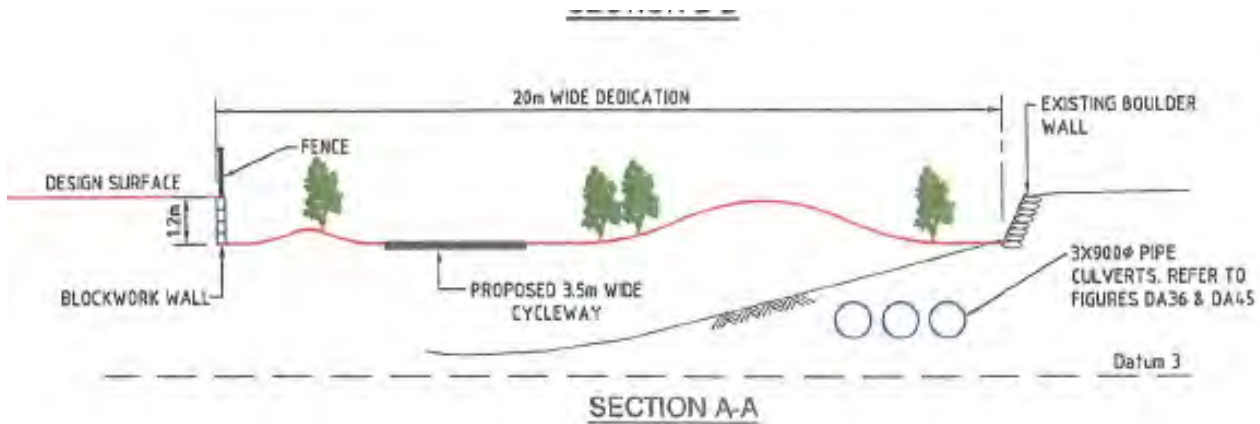 20m WIDE DEDICATION
EXISTING BOULDER
WALL
FENCE
DESIGN SURFACE
1.2m
3X900Φ PIPE
CULVERTS. REFER TO
FIGURES DA36 & DA45
BLOCKWORK WALL
PROPOSED 3.5m WIDE
CYCLEWAY
Datum 3
SECTION A-A